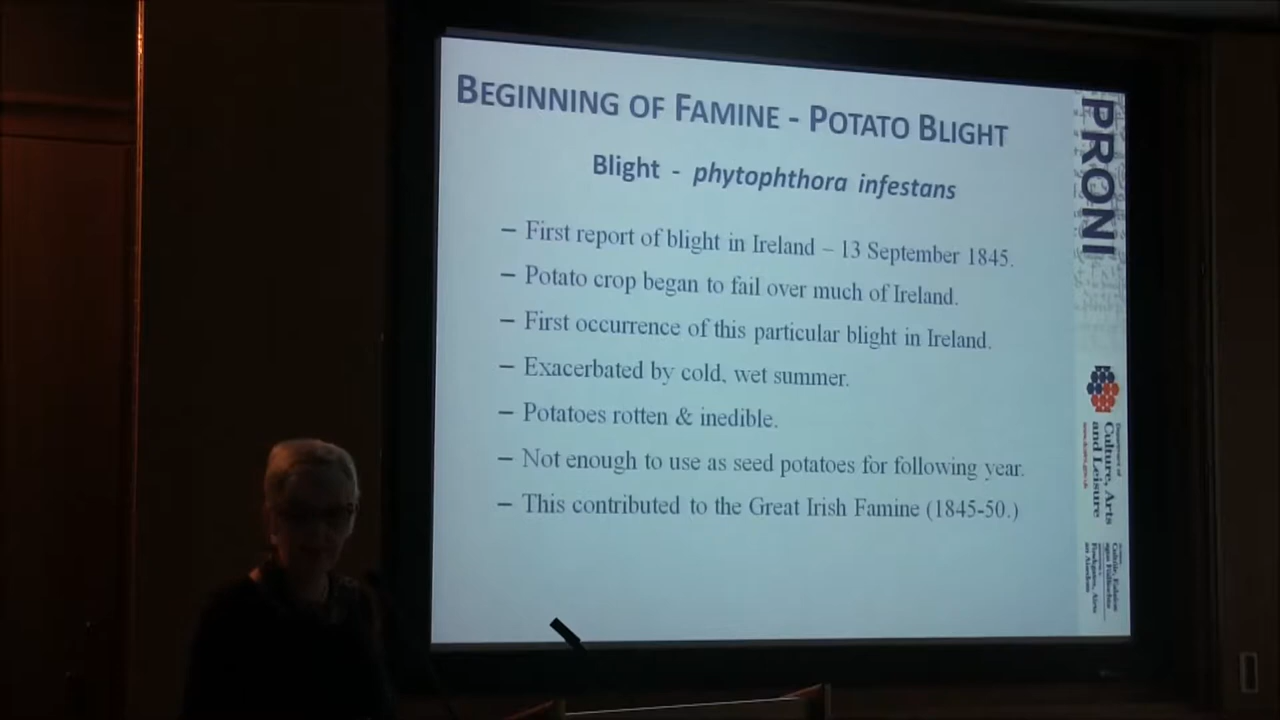 BEGINNING OF FAMINE - POTATO BLIGHT
Blight - phytophthora infestans
– First report of blight in Ireland – 13 September 1845.
– Potato crop began to fail over much of Ireland.
– First occurrence of this particular blight in Ireland.
– Exacerbated by cold, wet summer.
– Potatoes rotten & inedible.
– Not enough to use as seed potatoes for following year.
– This contributed to the Great Irish Famine (1845-50.)
PRONI
Department of
Culture, Arts
and Leisure